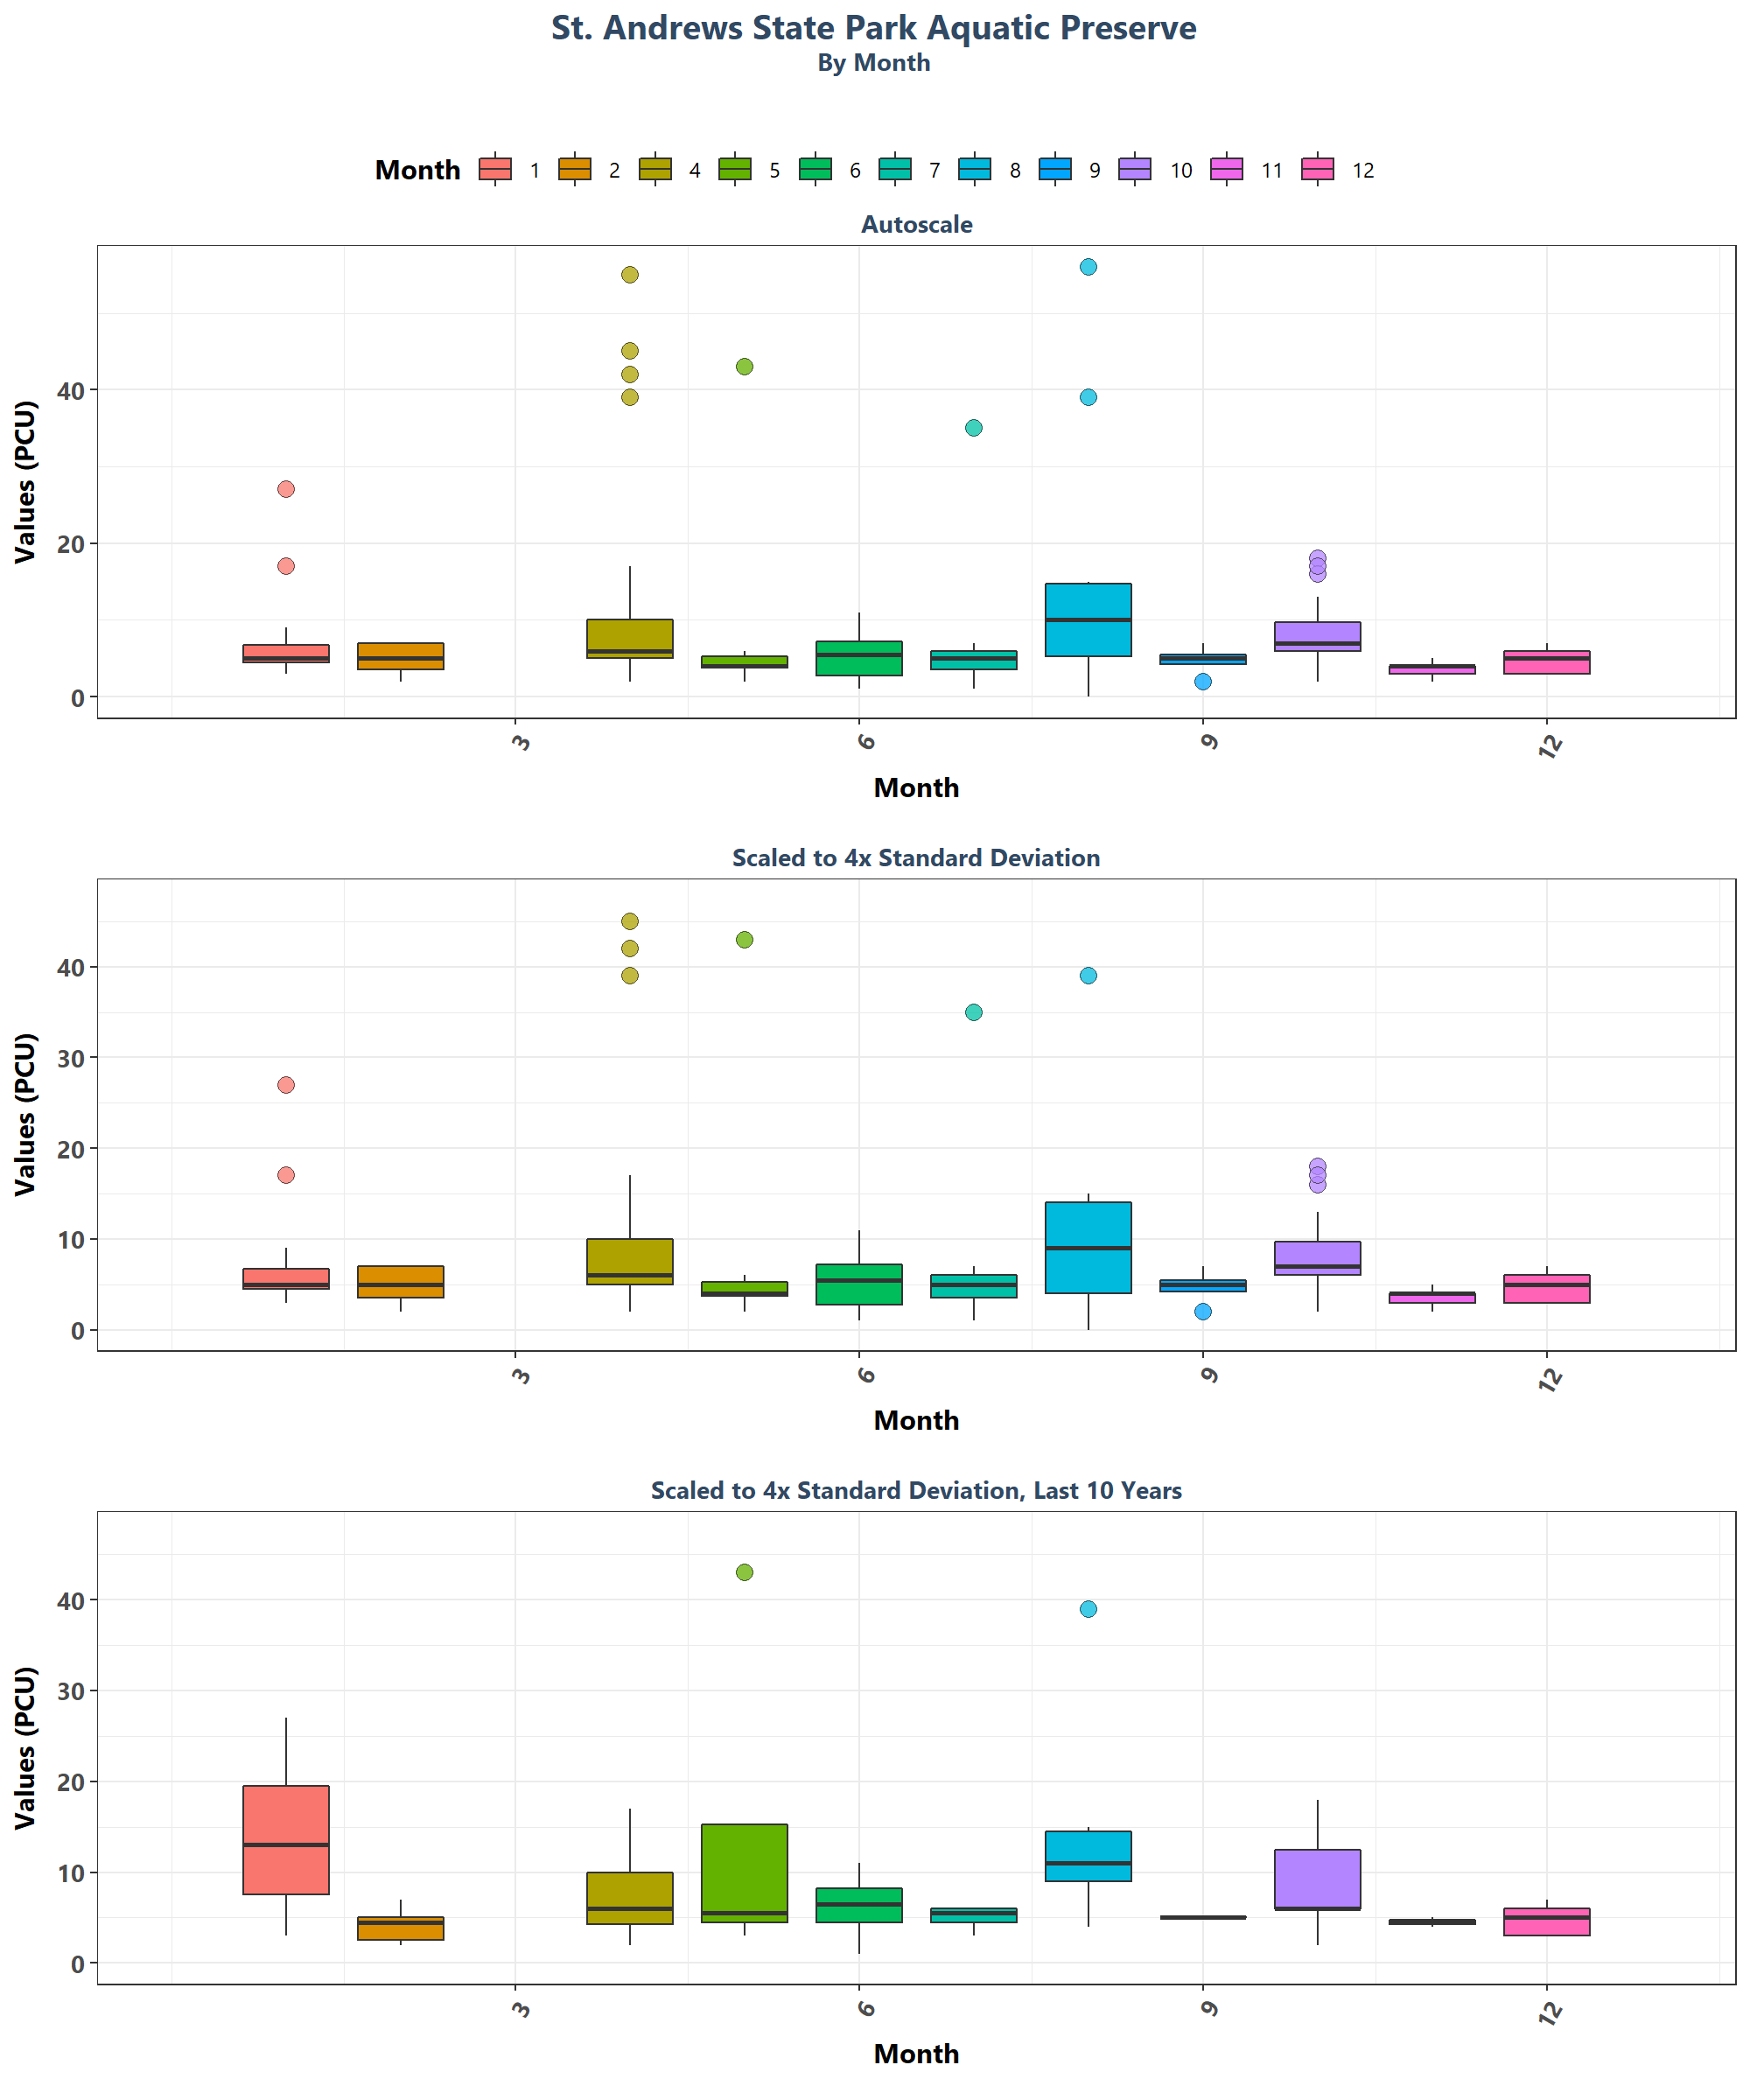 St. Andrews State Park Aquatic Preserve
By Month
Month 1 2 4 5 6 7 8 9 10 11 12
Autoscale
Values (PCU)
40
20
0
3 6 9 12
Month
Scaled to 4x Standard Deviation
Values (PCU)
40
30
20
10
0
3 6 9 12
Month
Scaled to 4x Standard Deviation, Last 10 Years
Values (PCU)
40
30
20
10
0
3 6 9 12
Month